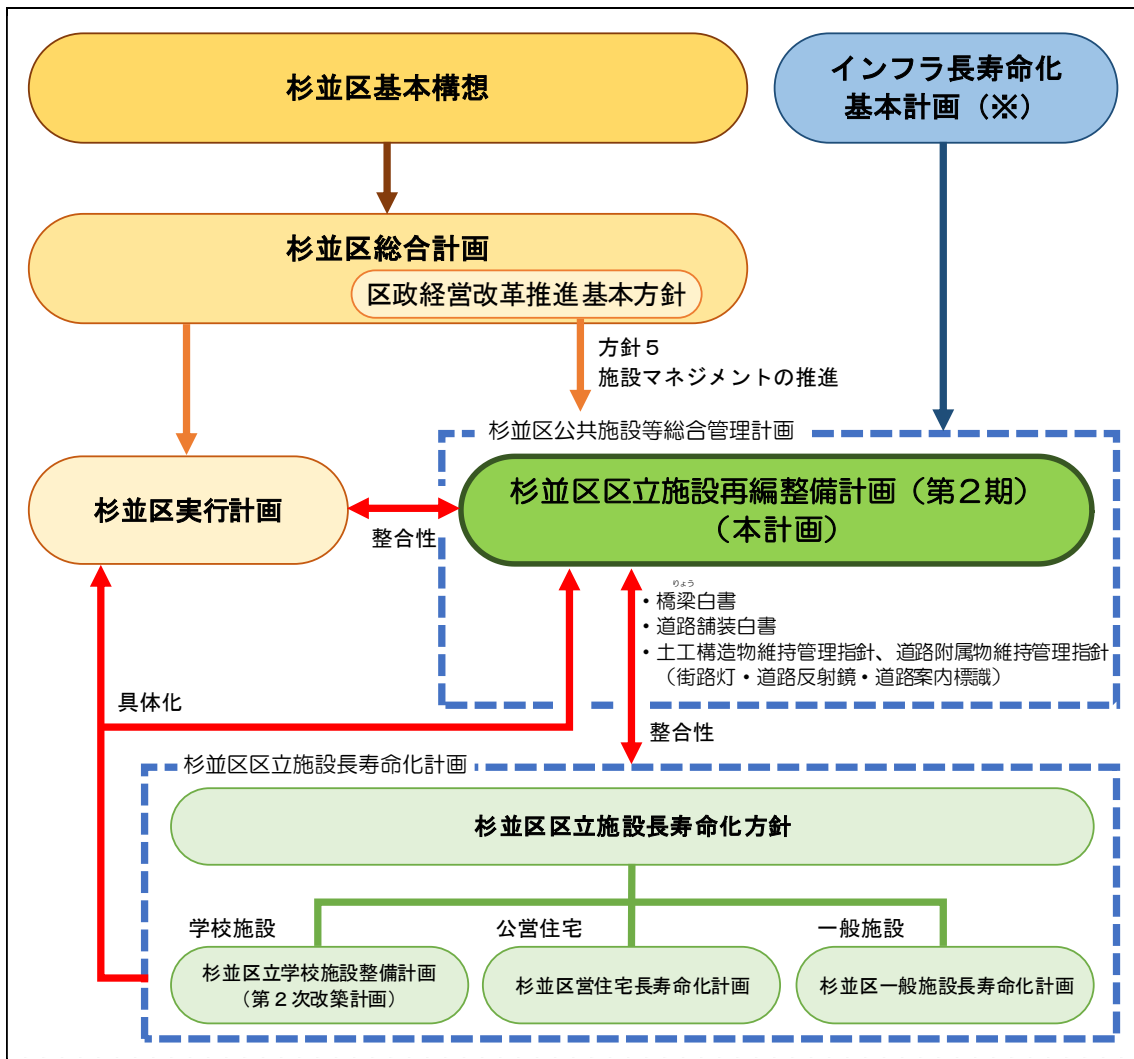 杉並区基本構想
インフラ長寿命化
基本計画（※）
杉並区総合計画
区政経営改革推進基本方針
方針５
施設マネジメントの推進
杉並区公共施設等総合管理計画
杉並区実行計画
整合性
杉並区区立施設再編整備計画（第２期）
（本計画）
りょう
・橋梁白書
・道路舗装白書
・土工構造物維持管理指針、道路附属物維持管理指針
（街路灯・道路反射鏡・道路案内標識）
具体化
整合性
杉並区区立施設長寿命化計画
杉並区区立施設長寿命化方針
学校施設
公営住宅
一般施設
杉並区立学校施設整備計画
（第２次改築計画）
杉並区営住宅長寿命化計画
杉並区一般施設長寿命化計画